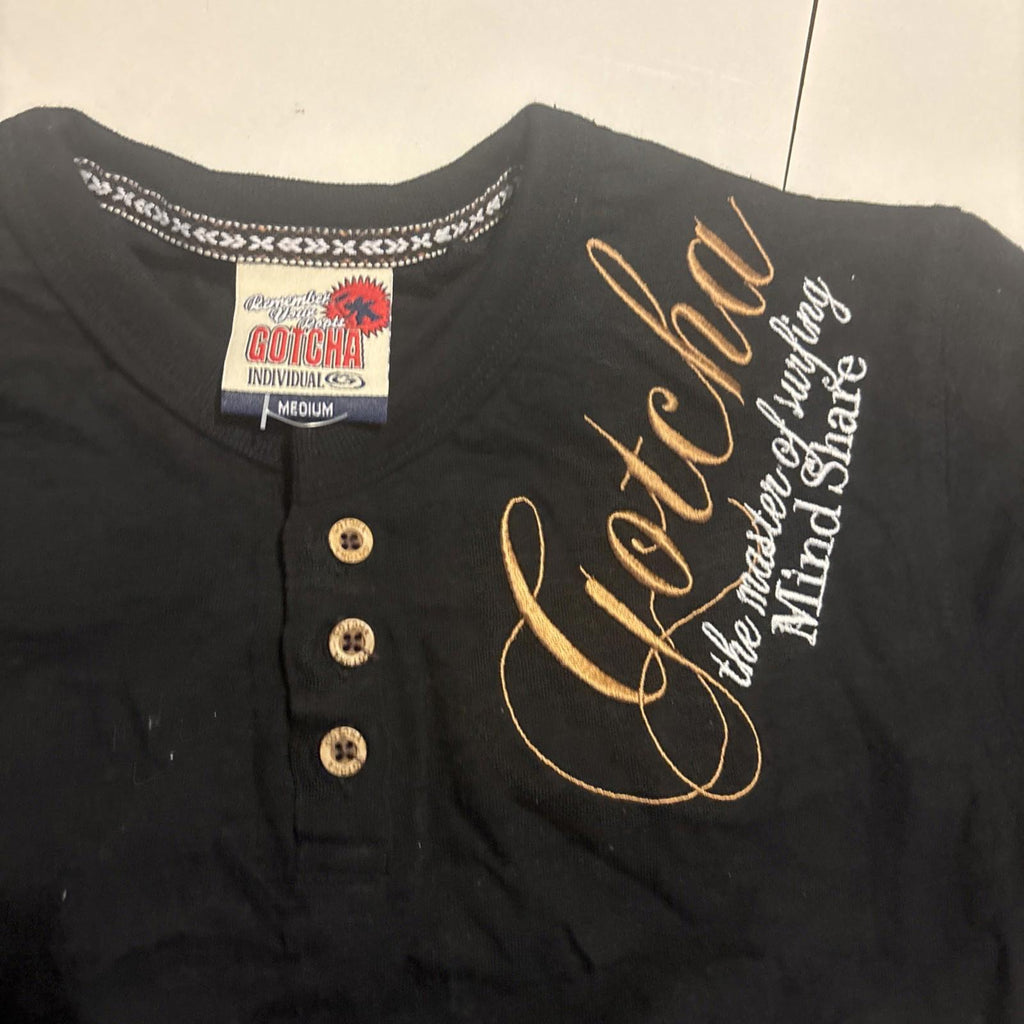 Remember
Your
Roots
GOTCHA
INDIVIDUAL
MEDIUM
Gotcha
the master of surfing
Mind Share